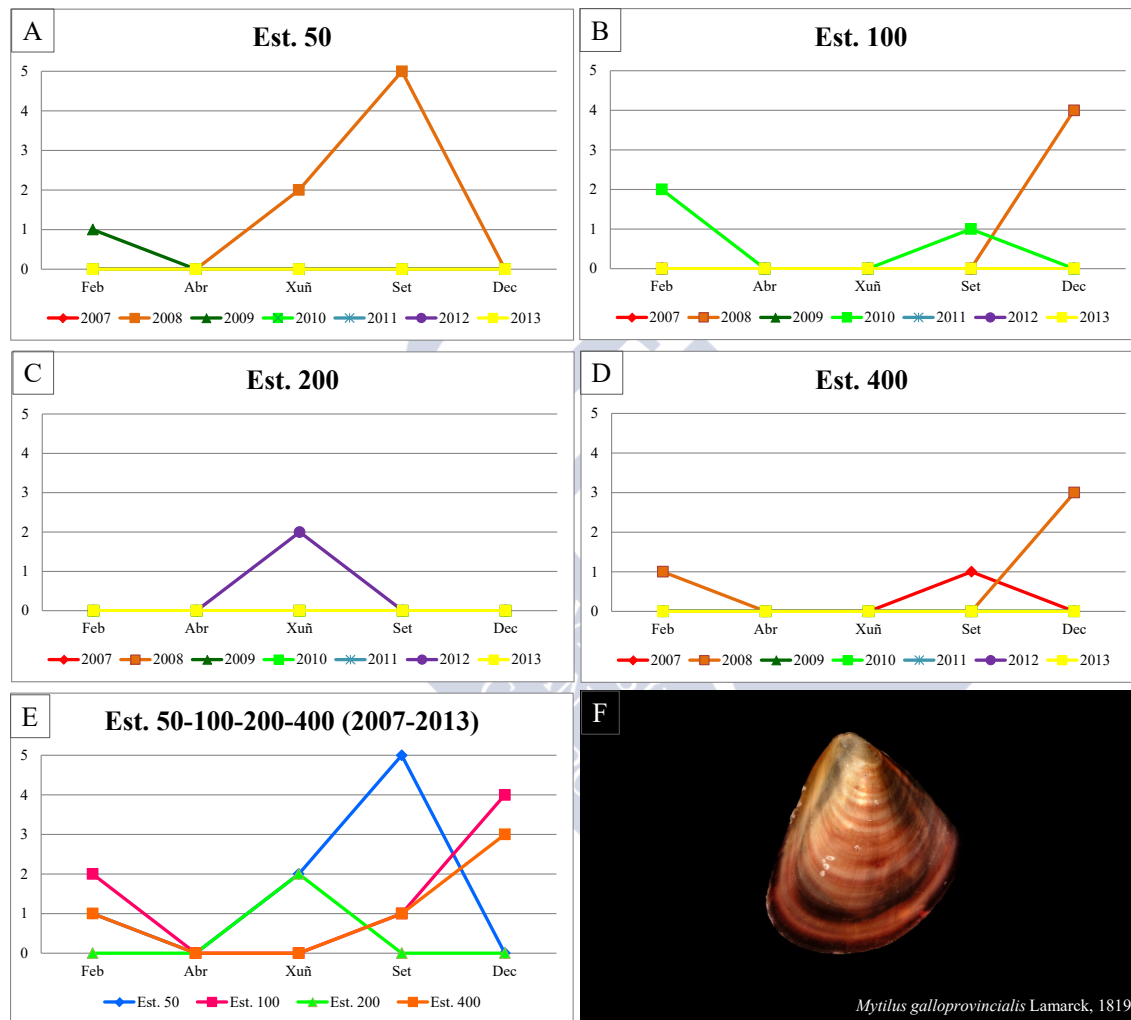 A
Est. 50
5
4
3
2
1
0
Feb Abr Xuñ Set Dec
2007 2008 2009 2010 2011 2012 2013
B
Est. 100
5
4
3
2
1
0
Feb Abr Xuñ Set Dec
2007 2008 2009 2010 2011 2012 2013
C
Est. 200
5
4
3
2
1
0
Feb Abr Xuñ Set Dec
2007 2008 2009 2010 2011 2012 2013
D
Est. 400
5
4
3
2
1
0
Feb Abr Xuñ Set Dec
2007 2008 2009 2010 2011 2012 2013
E
Est. 50-100-200-400 (2007-2013)
5
4
3
2
1
0
Feb Abr Xuñ Set Dec
Est. 50 Est. 100 Est. 200 Est. 400
F
Mytilus galloprovincialis Lamarck, 1819